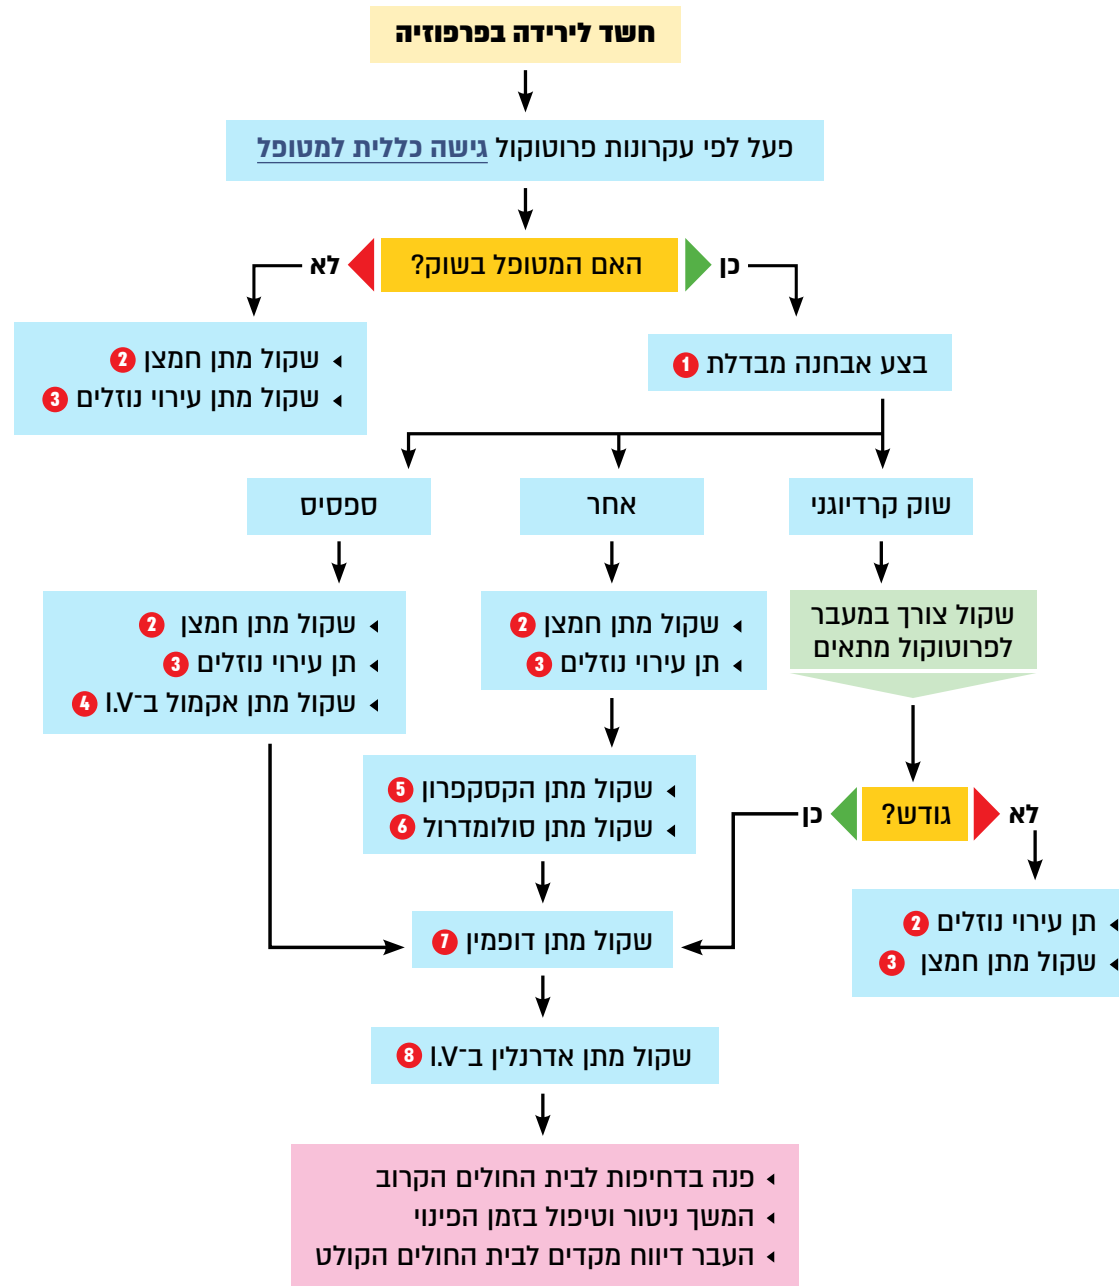 חשד לירידה בפרפוזיה
פעל לפי עקרונות פרוטוקול גישה כללית למטופל
האם המטופל בשוק?
כן
לא
בצע אבחנה מבדלת 1
שקול מתן חמצן 2
שקול מתן עירוי נוזלים 3
שוק קרדיוגני
אחר
ספסיס
שקול צורך במעבר
לפרוטוקול מתאים
שקול מתן חמצן 2
תן עירוי נוזלים 3
שקול מתן חמצן 2
תן עירוי נוזלים 3
שקול מתן אקמול ב־I.V 4
שקול מתן הקסקפרון 5
שקול מתן סולומדרול 6
גודש?
לא
כן
תן עירוי נוזלים 2
שקול מתן חמצן 3
שקול מתן דופמין 7
שקול מתן אדרנלין ב־I.V 8
פנה בדחיפות לבית החולים הקרוב
המשך ניטור וטיפול בזמן הפינוי
העבר דיווח מקדים לבית החולים הקולט